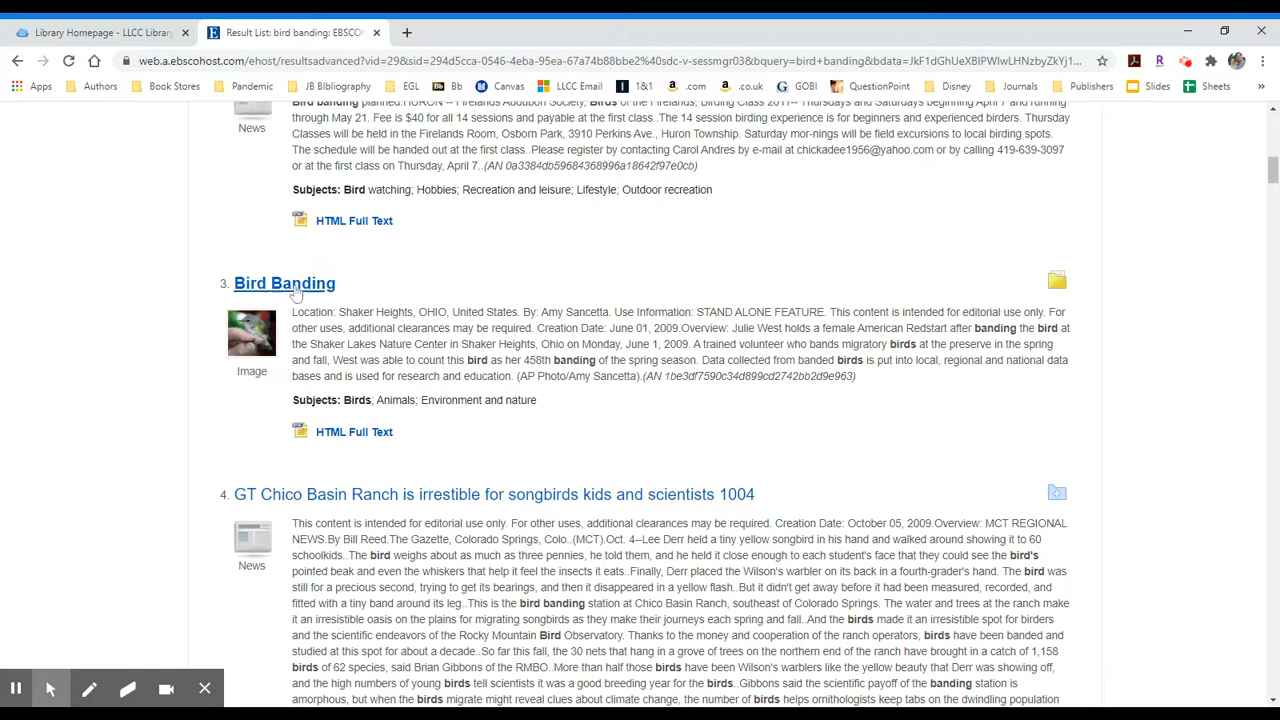 Library Homepage - LLCC Library
Result List: bird banding: EBSCO
web.a.ebscohost.com/ehost/resultsadvanced?vid=29&sid=294d5cca-0546-4eba-95ea-67a74b88bbe2%40sdc-v-sessmgr03&bquery=bird+banding&bdata=JkF1dGhUeXBlPWlwLHNzbyZkYj1...
Apps Authors Book Stores Pandemic JB BIbliography EGL Bb Canvas LLCC Email 1&1 .com .co.uk GOBI QuestionPoint Disney Journals Publishers Slides Sheets »
News
Bird banding planned.HURON -- Firelands Audubon Society, Birds of the Firelands, Birding Class 2011-- Thursdays and Saturdays beginning April 7 and running
through May 21. Fee is $40 for all 14 sessions and payable at the first class..The 14 session birding experience is for beginners and experienced birders. Thursday
Classes will be held in the Firelands Room, Osborn Park, 3910 Perkins Ave., Huron Township. Saturday mor-nings will be field excursions to local birding spots.
The schedule will be handed out at the first class..Please register by contacting Carol Andres by e-mail at chickadee1956@yahoo.com or by calling 419-639-3097
or at the first class on Thursday, April 7..(AN 0a3384db59684368996a18642f97e0cb)
Subjects: Bird watching; Hobbies; Recreation and leisure; Lifestyle; Outdoor recreation
HTML Full Text
3. Bird Banding
Image
Location: Shaker Heights, OHIO, United States. By: Amy Sancetta. Use Information: STAND ALONE FEATURE. This content is intended for editorial use only. For
other uses, additional clearances may be required. Creation Date: June 01, 2009.Overview: Julie West holds a female American Redstart after banding the bird at
the Shaker Lakes Nature Center in Shaker Heights, Ohio on Monday, June 1, 2009. A trained volunteer who bands migratory birds at the preserve in the spring
and fall, West was able to count this bird as her 458th banding of the spring season. Data collected from banded birds is put into local, regional and national data
bases and is used for research and education. (AP Photo/Amy Sancetta).(AN 1be3df7590c34d899cd2742bb2d9e963)
Subjects: Birds; Animals; Environment and nature
HTML Full Text
4. GT Chico Basin Ranch is irrestible for songbirds kids and scientists 1004
News
This content is intended for editorial use only. For other uses, additional clearances may be required. Creation Date: October 05, 2009.Overview: MCT REGIONAL
NEWS.By Bill Reed.The Gazette, Colorado Springs, Colo..(MCT).Oct. 4--Lee Derr held a tiny yellow songbird in his hand and walked around showing it to 60
schoolkids..The bird weighs about as much as three pennies, he told them, and he held it close enough to each student's face that they could see the bird's
pointed beak and even the whiskers that help it feel the insects it eats..Finally, Derr placed the Wilson's warbler on its back in a fourth-grader's hand. The bird was
still for a precious second, trying to get its bearings, and then it disappeared in a yellow flash..But it didn't get away before it had been measured, recorded, and
fitted with a tiny band around its leg..This is the bird banding station at Chico Basin Ranch, southeast of Colorado Springs. The water and trees at the ranch make
it an irresistible oasis on the plains for migrating songbirds as they make their journeys each spring and fall..And the birds made it an irresistible spot for birders
and the scientific endeavors of the Rocky Mountain Bird Observatory. Thanks to the money and cooperation of the ranch operators, birds have been banded and
studied at this spot for about a decade..So far this fall, the 30 nets that hang in a grove of trees on the northern end of the ranch have brought in a catch of 1,158
birds of 62 species, said Brian Gibbons of the RMBO..More than half those birds have been Wilson's warblers like the yellow beauty that Derr was showing off,
and the high numbers of young birds tell scientists it was a good breeding year for the birds..Gibbons said the scientific payoff of the banding station is
amorphous, but when the birds migrate might reveal clues about climate change, the number of birds helps ornithologists keep tabs on the dwindling population